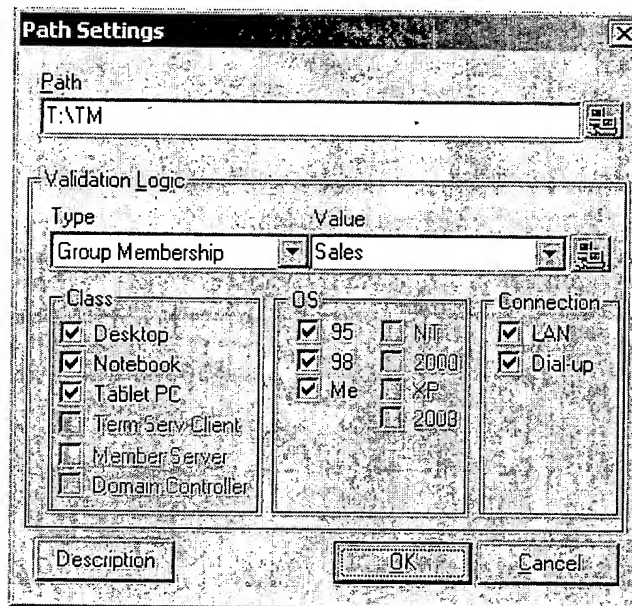 Path Settings
Path
T:\TM
Validation Logic
Type Value
Group Membership Sales
Class OS Connection
Desktop 95 NT LAN
Notebook 98 2000 Dial-up
Tablet PC Me XP
Term Serv Client 2003
Member Server
Domain Controller
Description OK Cancel